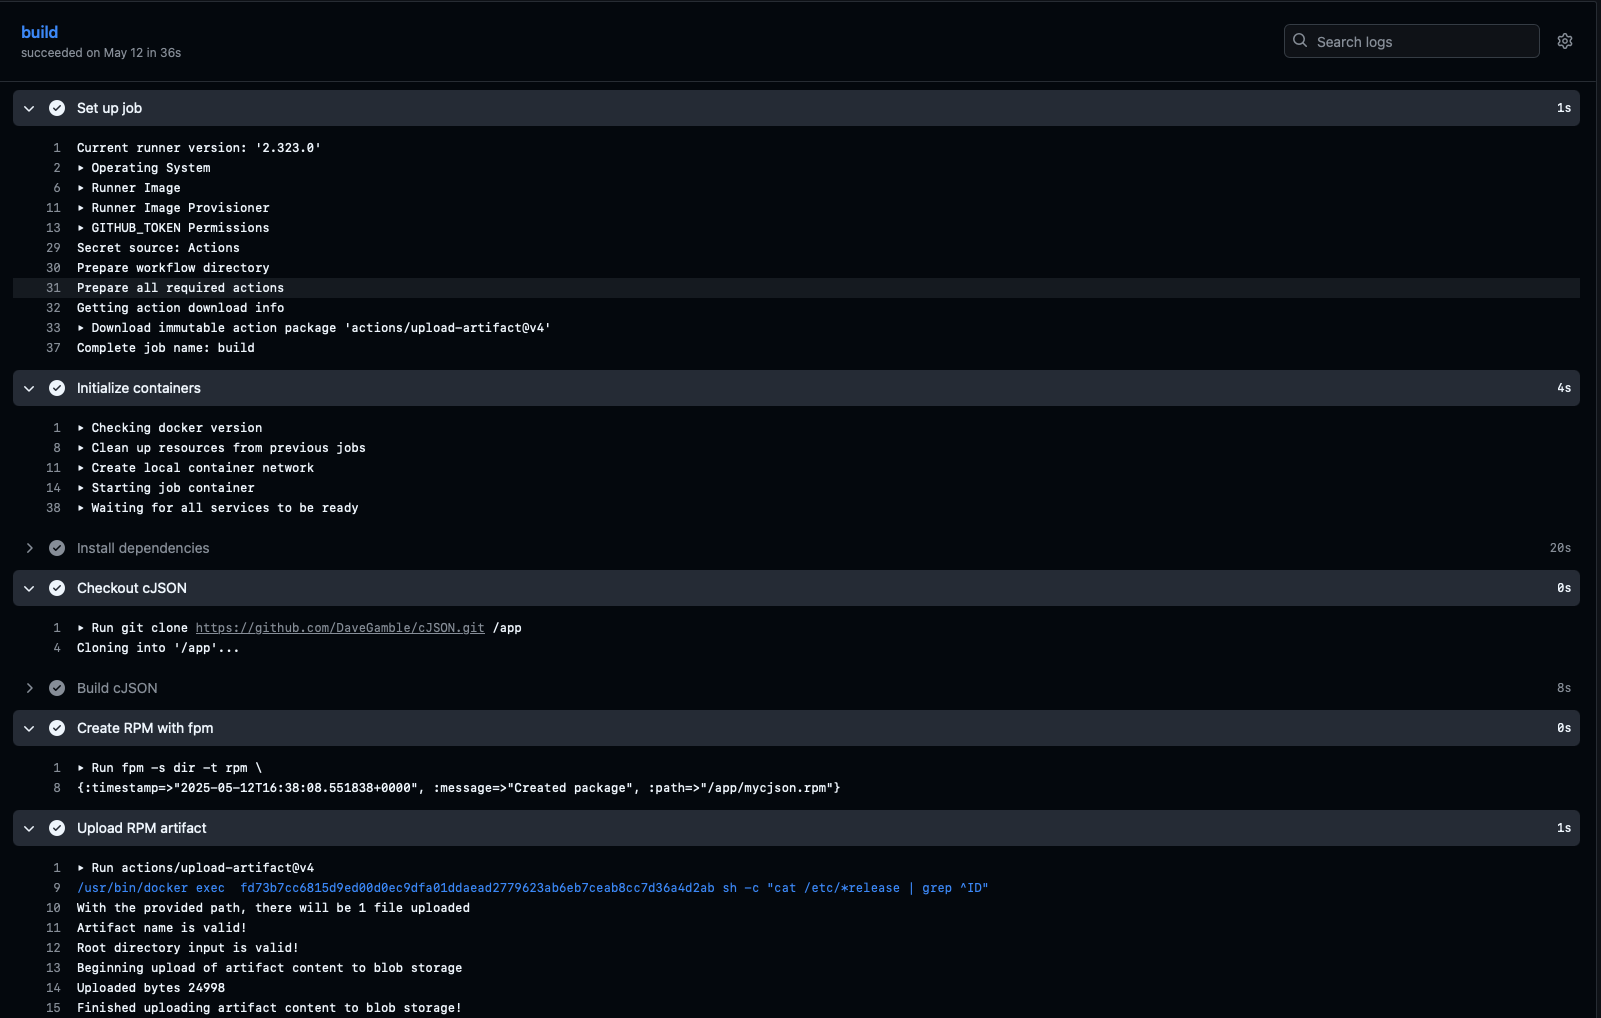 build
succeeded on May 12 in 36s
Search logs
Set up job 1s
1 Current runner version: '2.323.0'
2 ▸ Operating System
6 ▸ Runner Image
11 ▸ Runner Image Provisioner
13 ▸ GITHUB_TOKEN Permissions
29 Secret source: Actions
30 Prepare workflow directory
31 Prepare all required actions
32 Getting action download info
33 ▸ Download immutable action package 'actions/upload-artifact@v4'
37 Complete job name: build
Initialize containers 4s
1 ▸ Checking docker version
8 ▸ Clean up resources from previous jobs
11 ▸ Create local container network
14 ▸ Starting job container
38 ▸ Waiting for all services to be ready
Install dependencies 20s
Checkout cJSON 0s
1 ▸ Run git clone https://github.com/DaveGamble/cJSON.git /app
4 Cloning into '/app'...
Build cJSON 8s
Create RPM with fpm 0s
1 ▸ Run fpm -s dir -t rpm \
8 {:timestamp=>"2025-05-12T16:38:08.551838+0000", :message=>"Created package", :path=>"/app/mycjson.rpm"}
Upload RPM artifact 1s
1 ▸ Run actions/upload-artifact@v4
9 /usr/bin/docker exec  fd73b7cc6815d9ed00d0ec9dfa01ddaead2779623ab6eb7ceab8cc7d36a4d2ab sh -c "cat /etc/*release | grep ^ID"
10 With the provided path, there will be 1 file uploaded
11 Artifact name is valid!
12 Root directory input is valid!
13 Beginning upload of artifact content to blob storage
14 Uploaded bytes 24998
15 Finished uploading artifact content to blob storage!